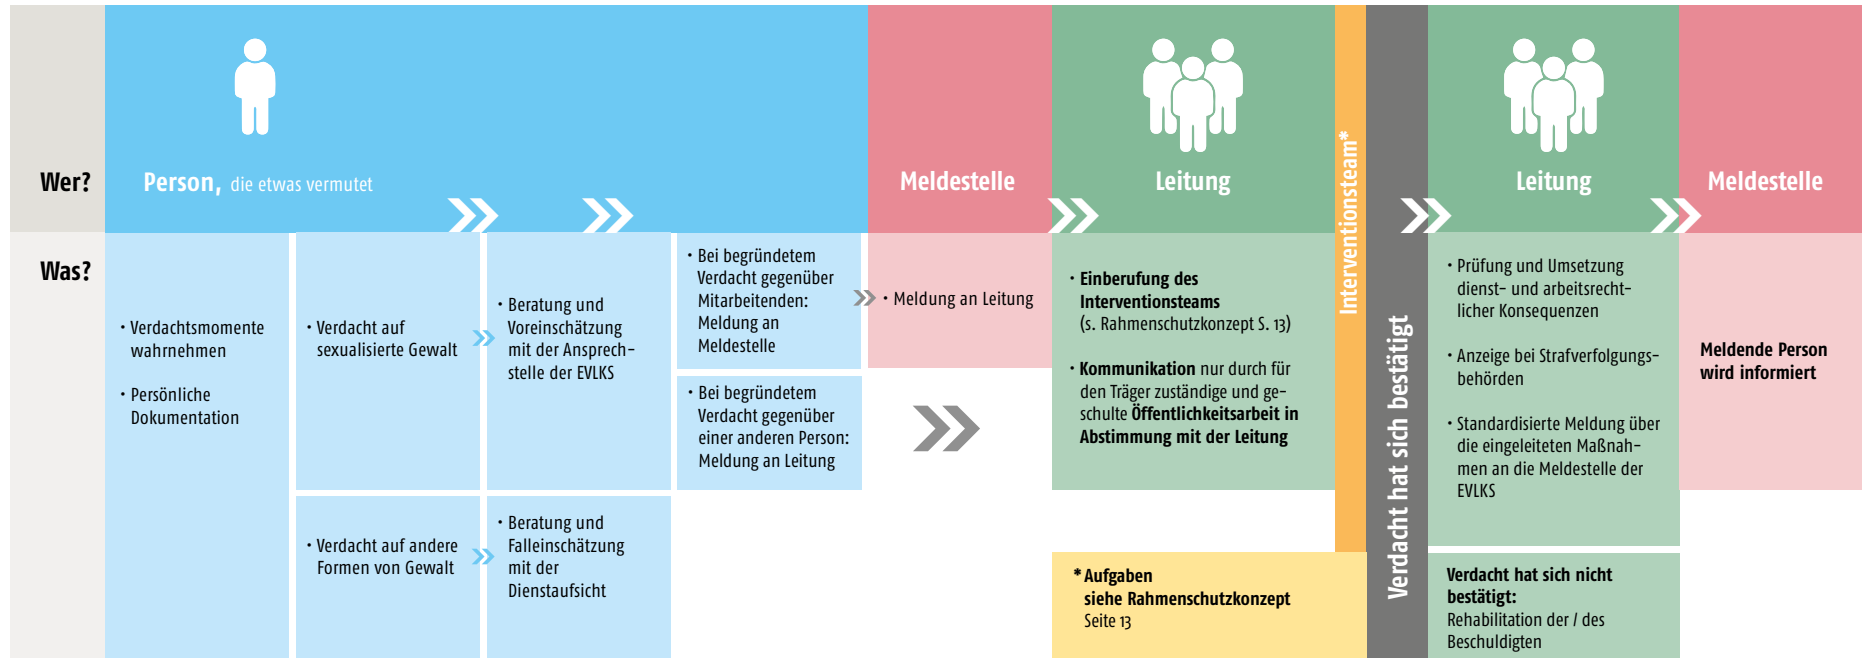 Wer?
Person, die etwas vermutet
Meldestelle
Leitung
Interventionsteam*
Verdacht hat sich bestätigt
Leitung
Meldestelle
Was?
· Verdachtsmomente
wahrnehmen
· Persönliche
Dokumentation
· Verdacht auf
sexualisierte Gewalt
· Verdacht auf andere
Formen von Gewalt
· Beratung und
Voreinschätzung
mit der Ansprech-
stelle der EVLKS
· Beratung und
Falleinschätzung
mit der
Dienstaufsicht
· Bei begründetem
Verdacht gegenüber
Mitarbeitenden:
Meldung an
Meldestelle
· Bei begründetem
Verdacht gegenüber
einer anderen Person:
Meldung an Leitung
· Meldung an Leitung
· Einberufung des
Interventionsteams
(s. Rahmenschutzkonzept S. 13)
· Kommunikation nur durch für
den Träger zuständige und ge-
schulte Öffentlichkeitsarbeit in
Abstimmung mit der Leitung
* Aufgaben
siehe Rahmenschutzkonzept
Seite 13
· Prüfung und Umsetzung
dienst- und arbeitsrecht-
licher Konsequenzen
· Anzeige bei Strafverfolgungs-
behörden
· Standardisierte Meldung über
die eingeleiteten Maßnah-
men an die Meldestelle der
EVLKS
Verdacht hat sich nicht
bestätigt:
Rehabilitation der / des
Beschuldigten
Meldende Person
wird informiert